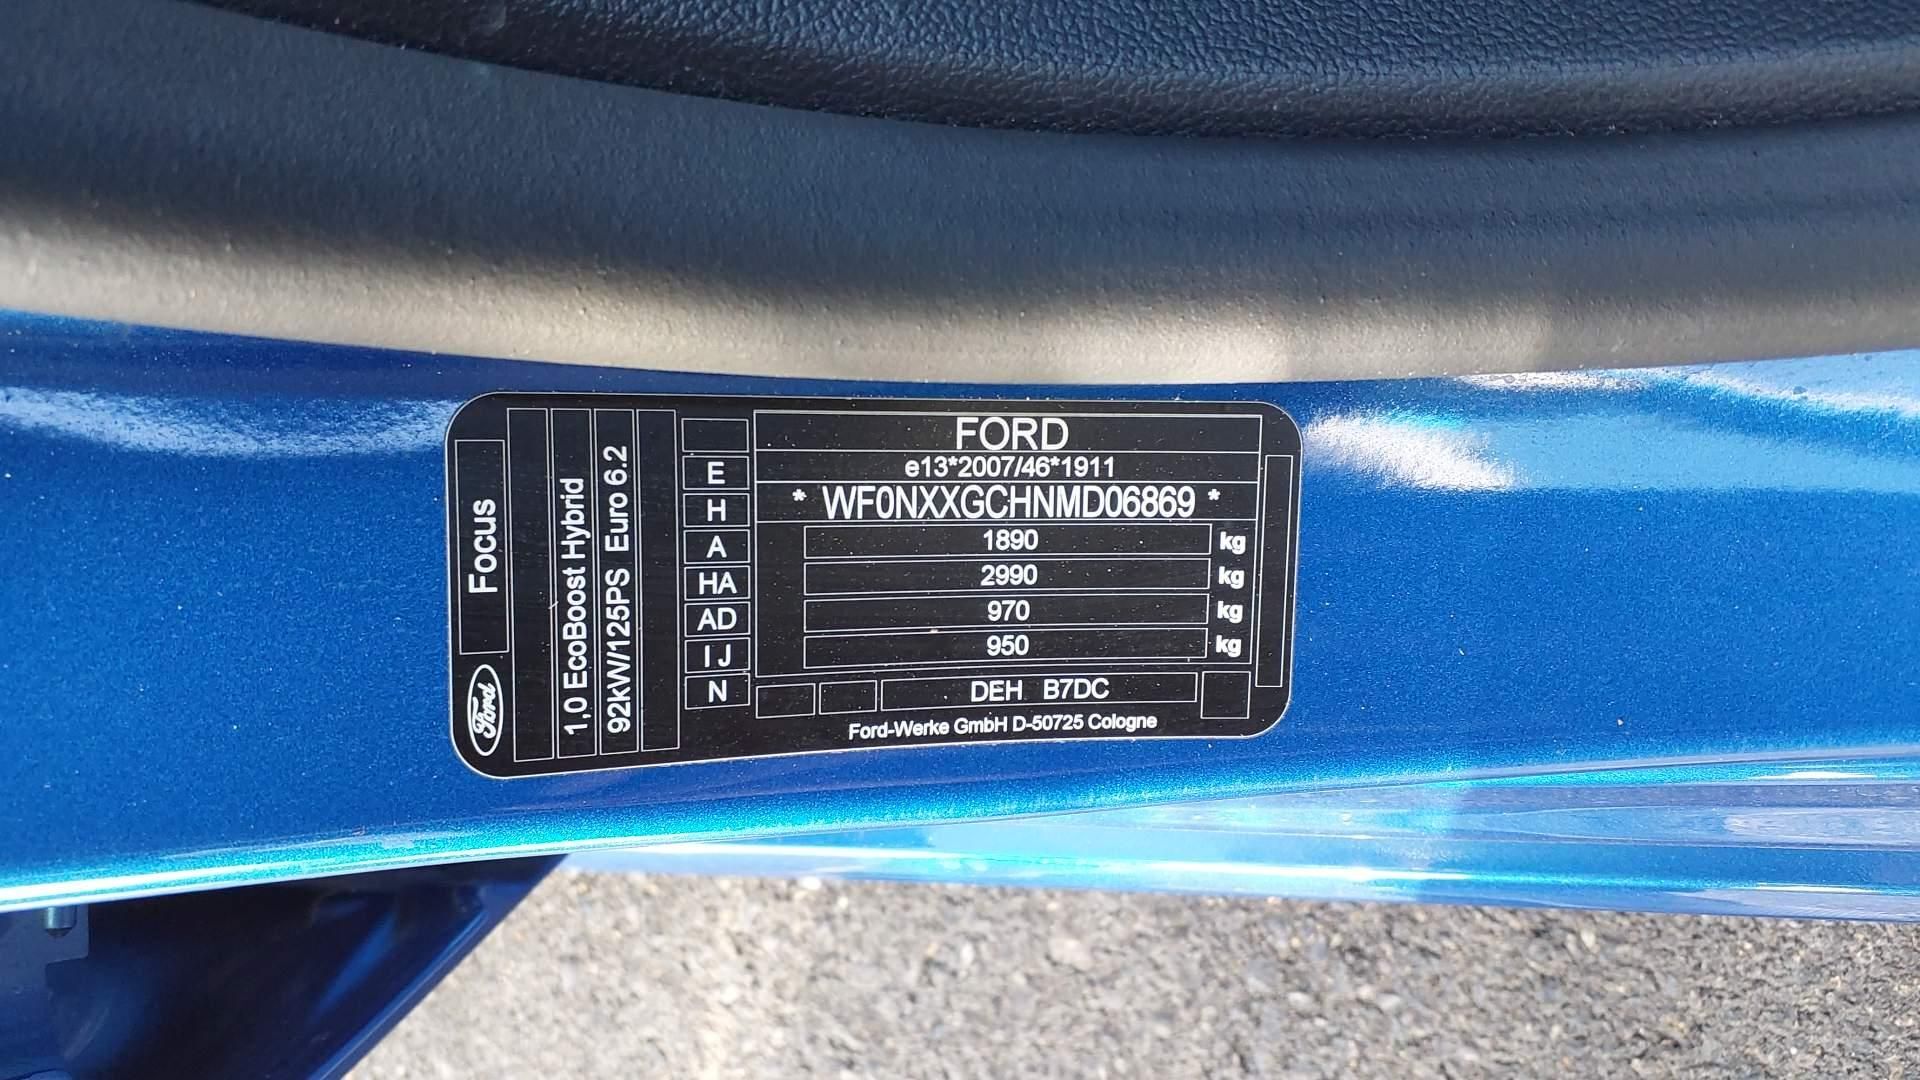 FORD
e13*2007/46*1911
* WF0NXXGCHNMD06869 *
1890 kg
2990 kg
970 kg
950 kg
DEH B7DC
Ford-Werke GmbH D-50725 Cologne
E
H
A
HA
AD
IJ
N
Focus
Ford
1,0 EcoBoost Hybrid
92kW/125PS Euro 6.2